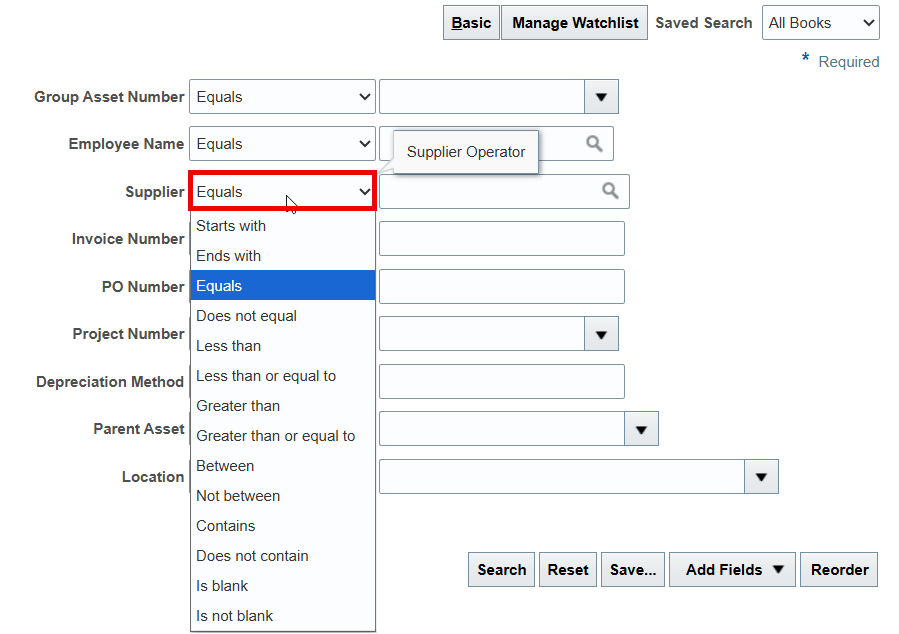 Basic Manage Watchlist Saved Search All Books
* Required
Group Asset Number Equals
Employee Name Equals
Supplier Operator
Supplier Equals
Starts with
Invoice Number
Ends with
PO Number Equals
Does not equal
Project Number
Less than
Depreciation Method Less than or equal to
Greater than
Parent Asset
Greater than or equal to
Between
Location
Not between
Contains
Does not contain
Search Reset Save... Add Fields Reorder
Is blank
Is not blank